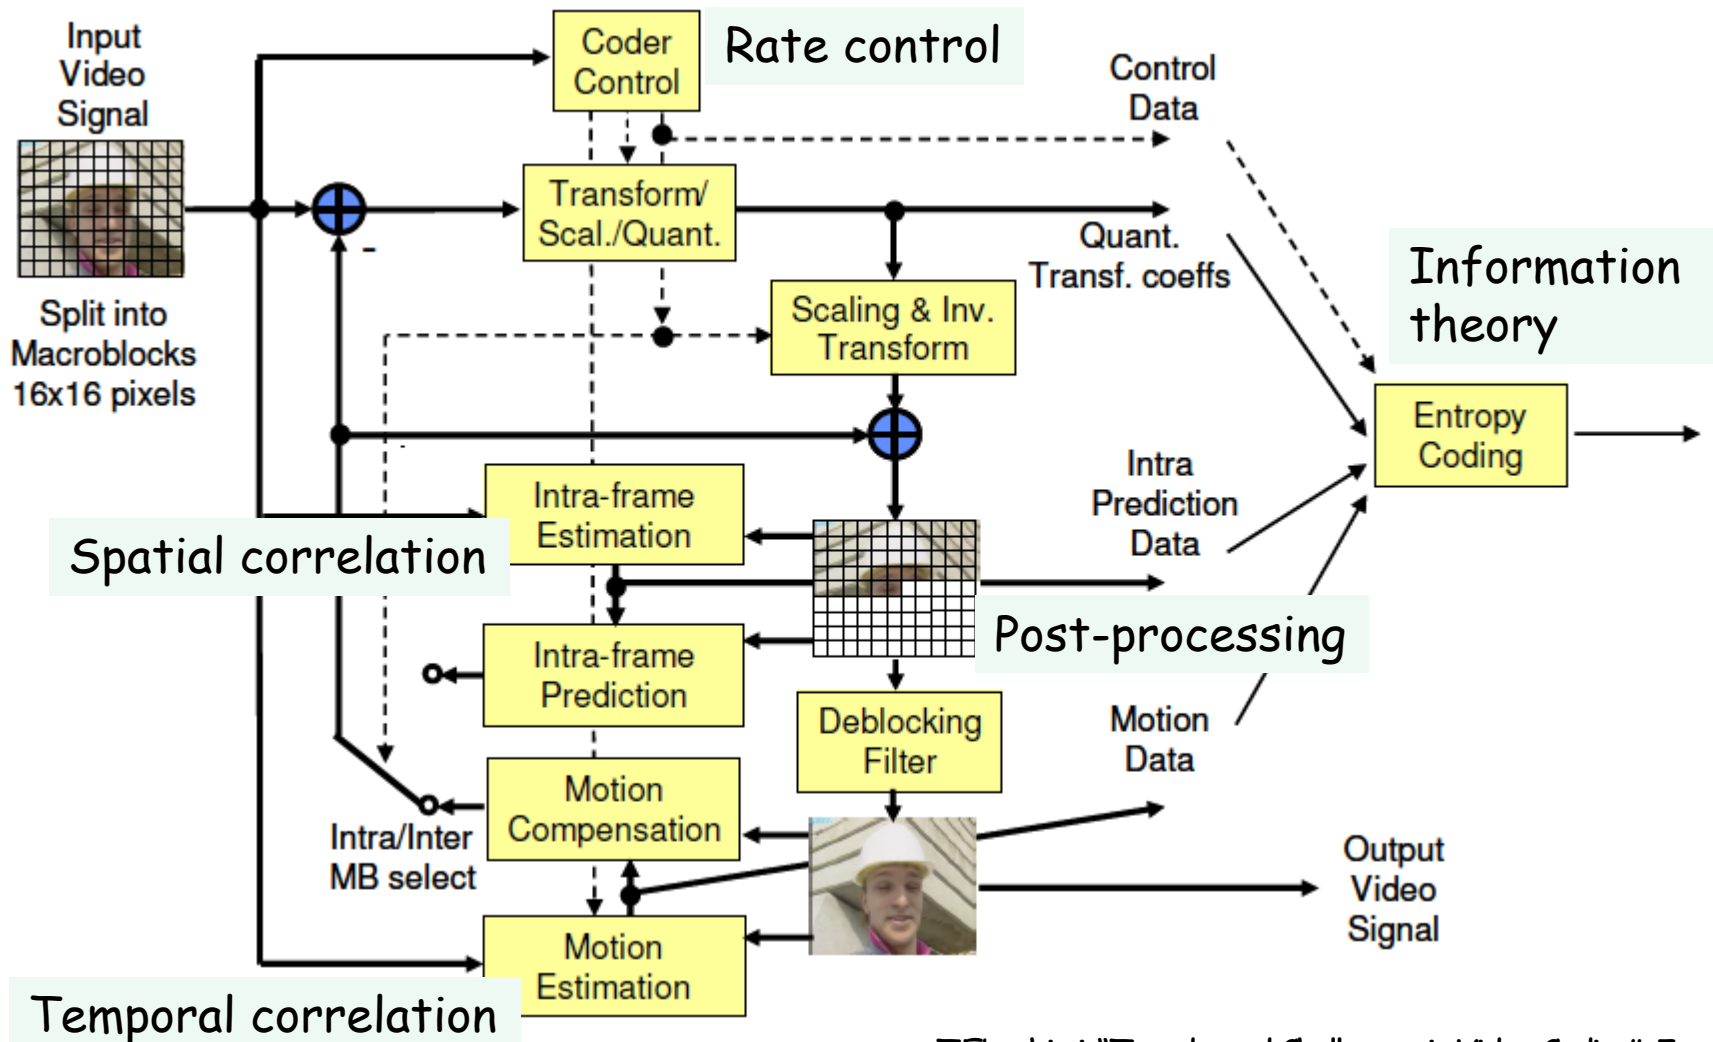 Input
Video
Signal
Coder
Control
Rate control
Control
Data
Transform/
Scal./Quant.
-
Quant.
Transf. coeffs
Information
theory
Split into
Macroblocks
16x16 pixels
Scaling & Inv.
Transform
Entropy
Coding
Intra-frame
Estimation
Intra
Prediction
Data
Spatial correlation
Post-processing
Intra-frame
Prediction
Deblocking
Filter
Motion
Data
Motion
Compensation
Intra/Inter
MB select
Output
Video
Signal
Motion
Estimation
Temporal correlation